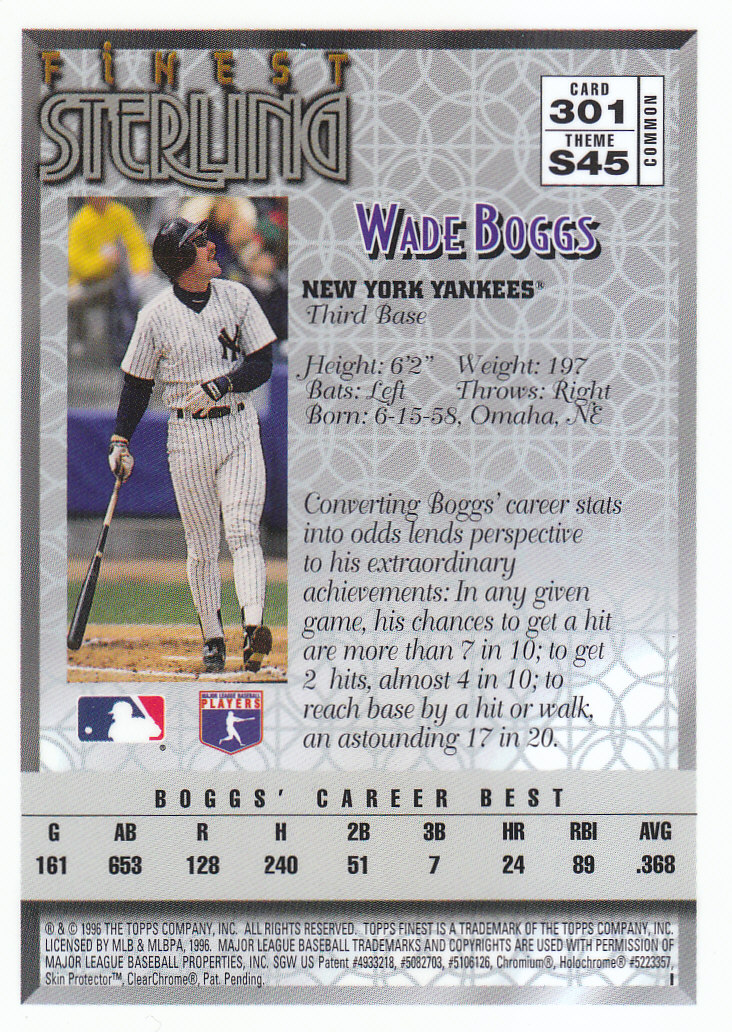 FINEST
STERLING
CARD
301
THEME
S45
COMMON
WADE BOGGS
NEW YORK YANKEES®
Third Base
Height: 6'2" Weight: 197
Bats: Left Throws: Right
Born: 6-15-58, Omaha, NE
Converting Boggs' career stats
into odds lends perspective
to his extraordinary
achievements: In any given
game, his chances to get a hit
are more than 7 in 10; to get
2 hits, almost 4 in 10; to
reach base by a hit or walk,
an astounding 17 in 20.
NY
®
MAJOR LEAGUE BASEBALL
PLAYERS
BOGGS' CAREER BEST
G AB R H 2B 3B HR RBI AVG
161 653 128 240 51 7 24 89 .368
® & © 1996 THE TOPPS COMPANY, INC. ALL RIGHTS RESERVED. TOPPS FINEST IS A TRADEMARK OF THE TOPPS COMPANY, INC.
LICENSED BY MLB & MLBPA, 1996. MAJOR LEAGUE BASEBALL TRADEMARKS AND COPYRIGHTS ARE USED WITH PERMISSION OF
MAJOR LEAGUE BASEBALL PROPERTIES, INC. SGW US Patent #4933218, #5082703, #5106126, Chromium®, Holochrome® #5223357,
Skin Protector™, ClearChrome®, Pat. Pending. I